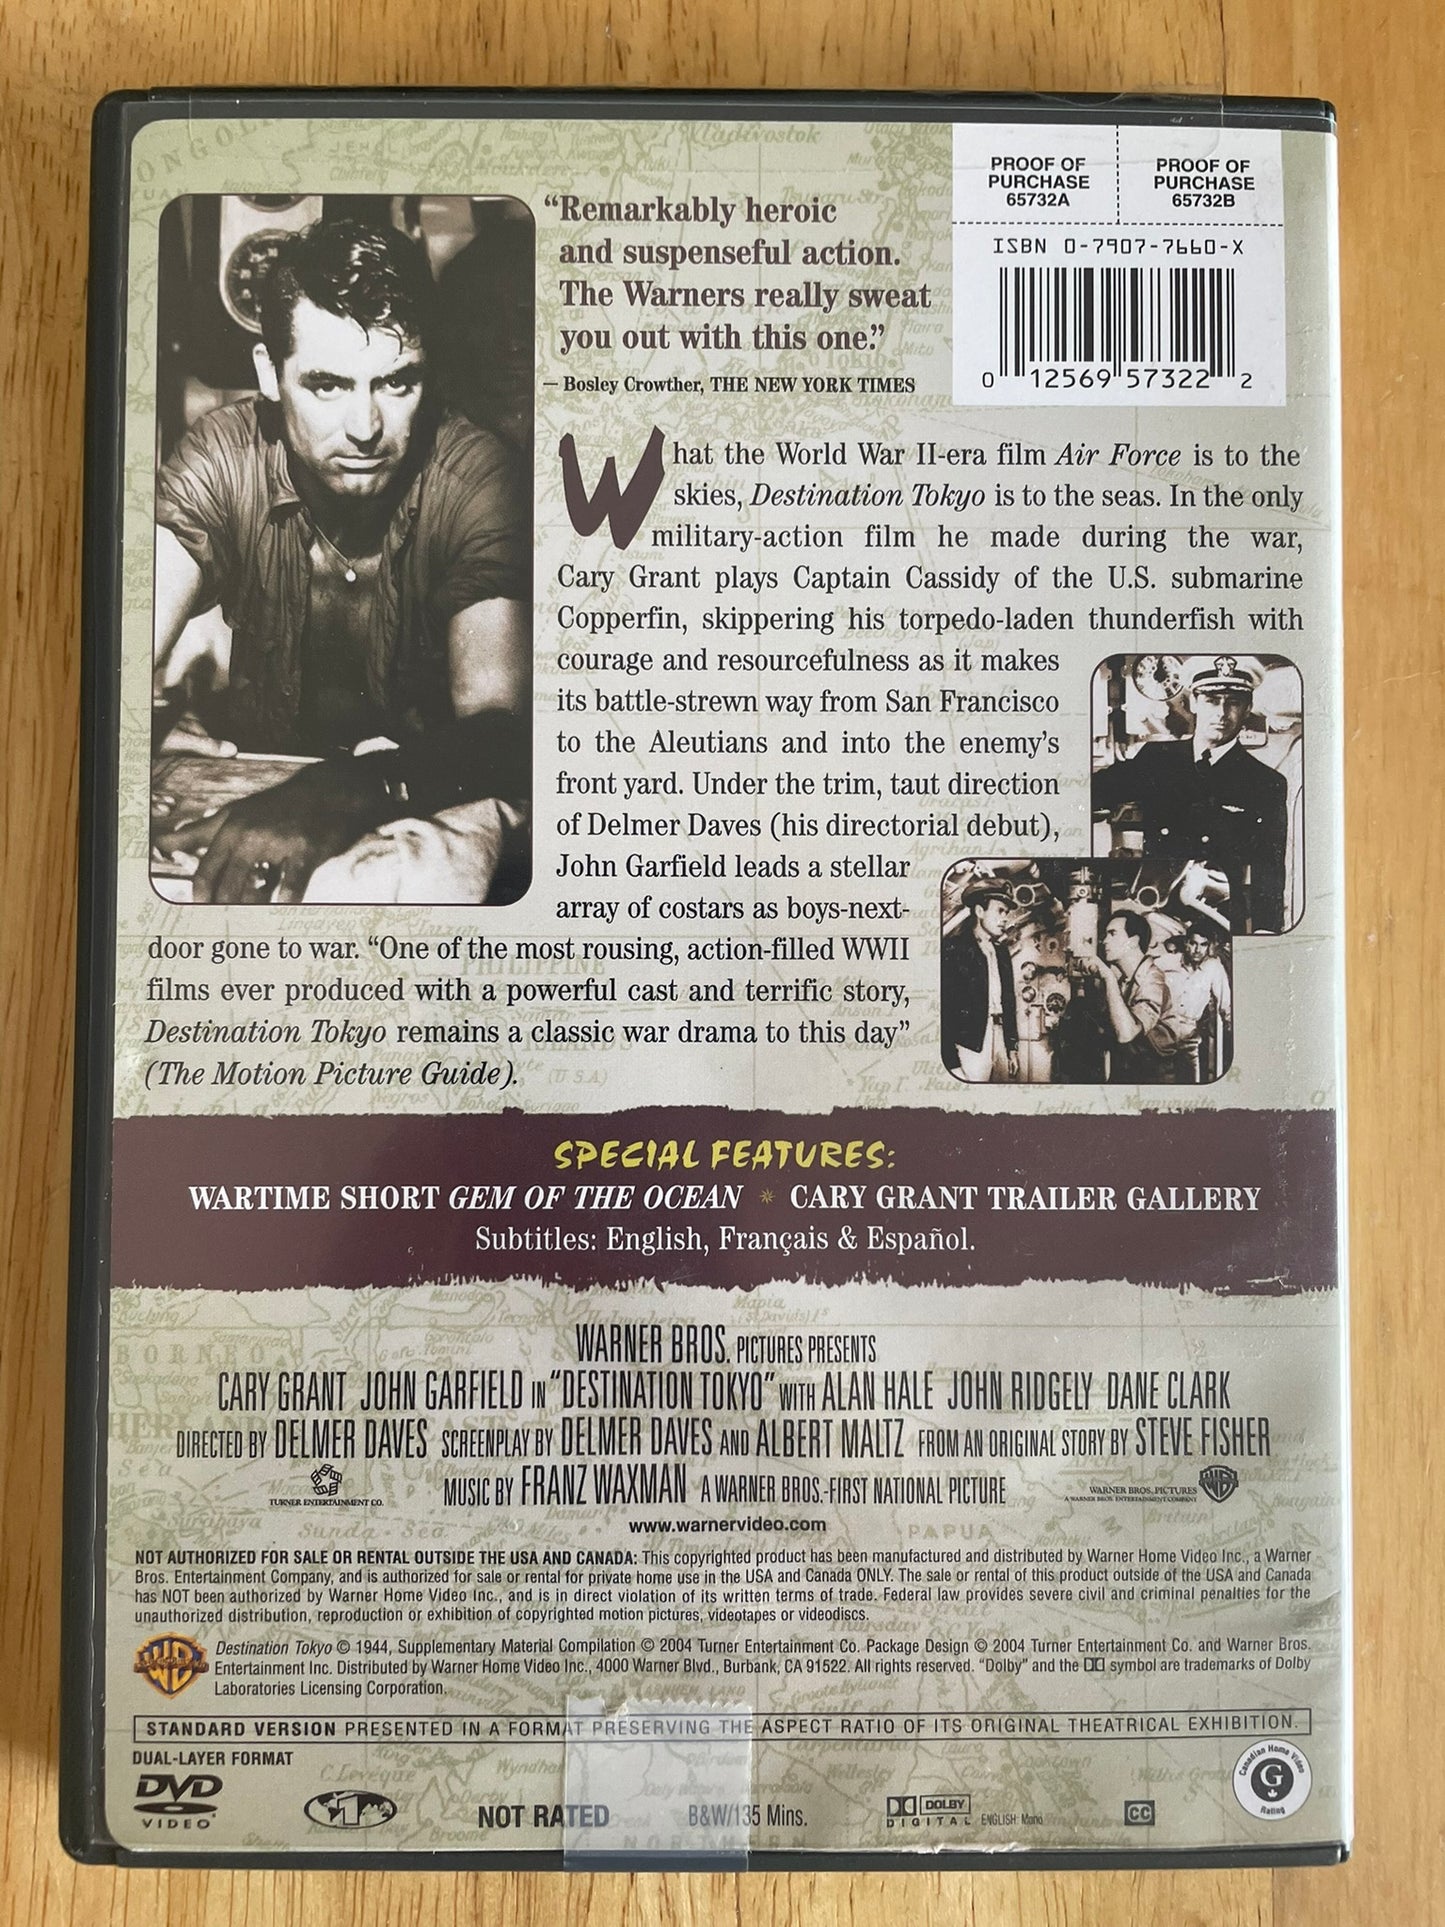 PROOF OF PURCHASE 65732A
PROOF OF PURCHASE 65732B
ISBN 0-7907-7660-X
0 12569 57322 2
“Remarkably heroic
and suspenseful action.
The Warners really sweat
you out with this one.”
— Bosley Crowther, THE NEW YORK TIMES
What the World War II-era film Air Force is to the
skies, Destination Tokyo is to the seas. In the only
military-action film he made during the war,
Cary Grant plays Captain Cassidy of the U.S. submarine
Copperfin, skippering his torpedo-laden thunderfish with
courage and resourcefulness as it makes
its battle-strewn way from San Francisco
to the Aleutians and into the enemy’s
front yard. Under the trim, taut direction
of Delmer Daves (his directorial debut),
John Garfield leads a stellar
array of costars as boys-next-
door gone to war. “One of the most rousing, action-filled WWII
films ever produced with a powerful cast and terrific story,
Destination Tokyo remains a classic war drama to this day”
(The Motion Picture Guide).
SPECIAL FEATURES:
WARTIME SHORT GEM OF THE OCEAN * CARY GRANT TRAILER GALLERY
Subtitles: English, Français & Español.
WARNER BROS. PICTURES PRESENTS
CARY GRANT JOHN GARFIELD IN “DESTINATION TOKYO” WITH ALAN HALE JOHN RIDGELY DANE CLARK
DIRECTED BY DELMER DAVES SCREENPLAY BY DELMER DAVES AND ALBERT MALTZ FROM AN ORIGINAL STORY BY STEVE FISHER
TURNER ENTERTAINMENT CO. MUSIC BY FRANZ WAXMAN A WARNER BROS.-FIRST NATIONAL PICTURE WARNER BROS. PICTURES
A WARNER BROS. ENTERTAINMENT COMPANY
www.warnervideo.com
NOT AUTHORIZED FOR SALE OR RENTAL OUTSIDE THE USA AND CANADA: This copyrighted product has been manufactured and distributed by Warner Home Video Inc., a Warner
Bros. Entertainment Company, and is authorized for sale or rental for private home use in the USA and Canada ONLY. The sale or rental of this product outside of the USA and Canada
has NOT been authorized by Warner Home Video Inc., and is in direct violation of its written terms of trade. Federal law provides severe civil and criminal penalties for the
unauthorized distribution, reproduction or exhibition of copyrighted motion pictures, videotapes or videodiscs.
Destination Tokyo © 1944, Supplementary Material Compilation © 2004 Turner Entertainment Co. Package Design © 2004 Turner Entertainment Co. and Warner Bros.
Entertainment Inc. Distributed by Warner Home Video Inc., 4000 Warner Blvd., Burbank, CA 91522. All rights reserved. “Dolby” and the DD symbol are trademarks of Dolby
Laboratories Licensing Corporation.
STANDARD VERSION PRESENTED IN A FORMAT PRESERVING THE ASPECT RATIO OF ITS ORIGINAL THEATRICAL EXHIBITION.
DUAL-LAYER FORMAT
DVD VIDEO
1
NOT RATED
B&W/135 Mins.
DOLBY DIGITAL ENGLISH: Mono
CC
Canadian Home Video G Rating